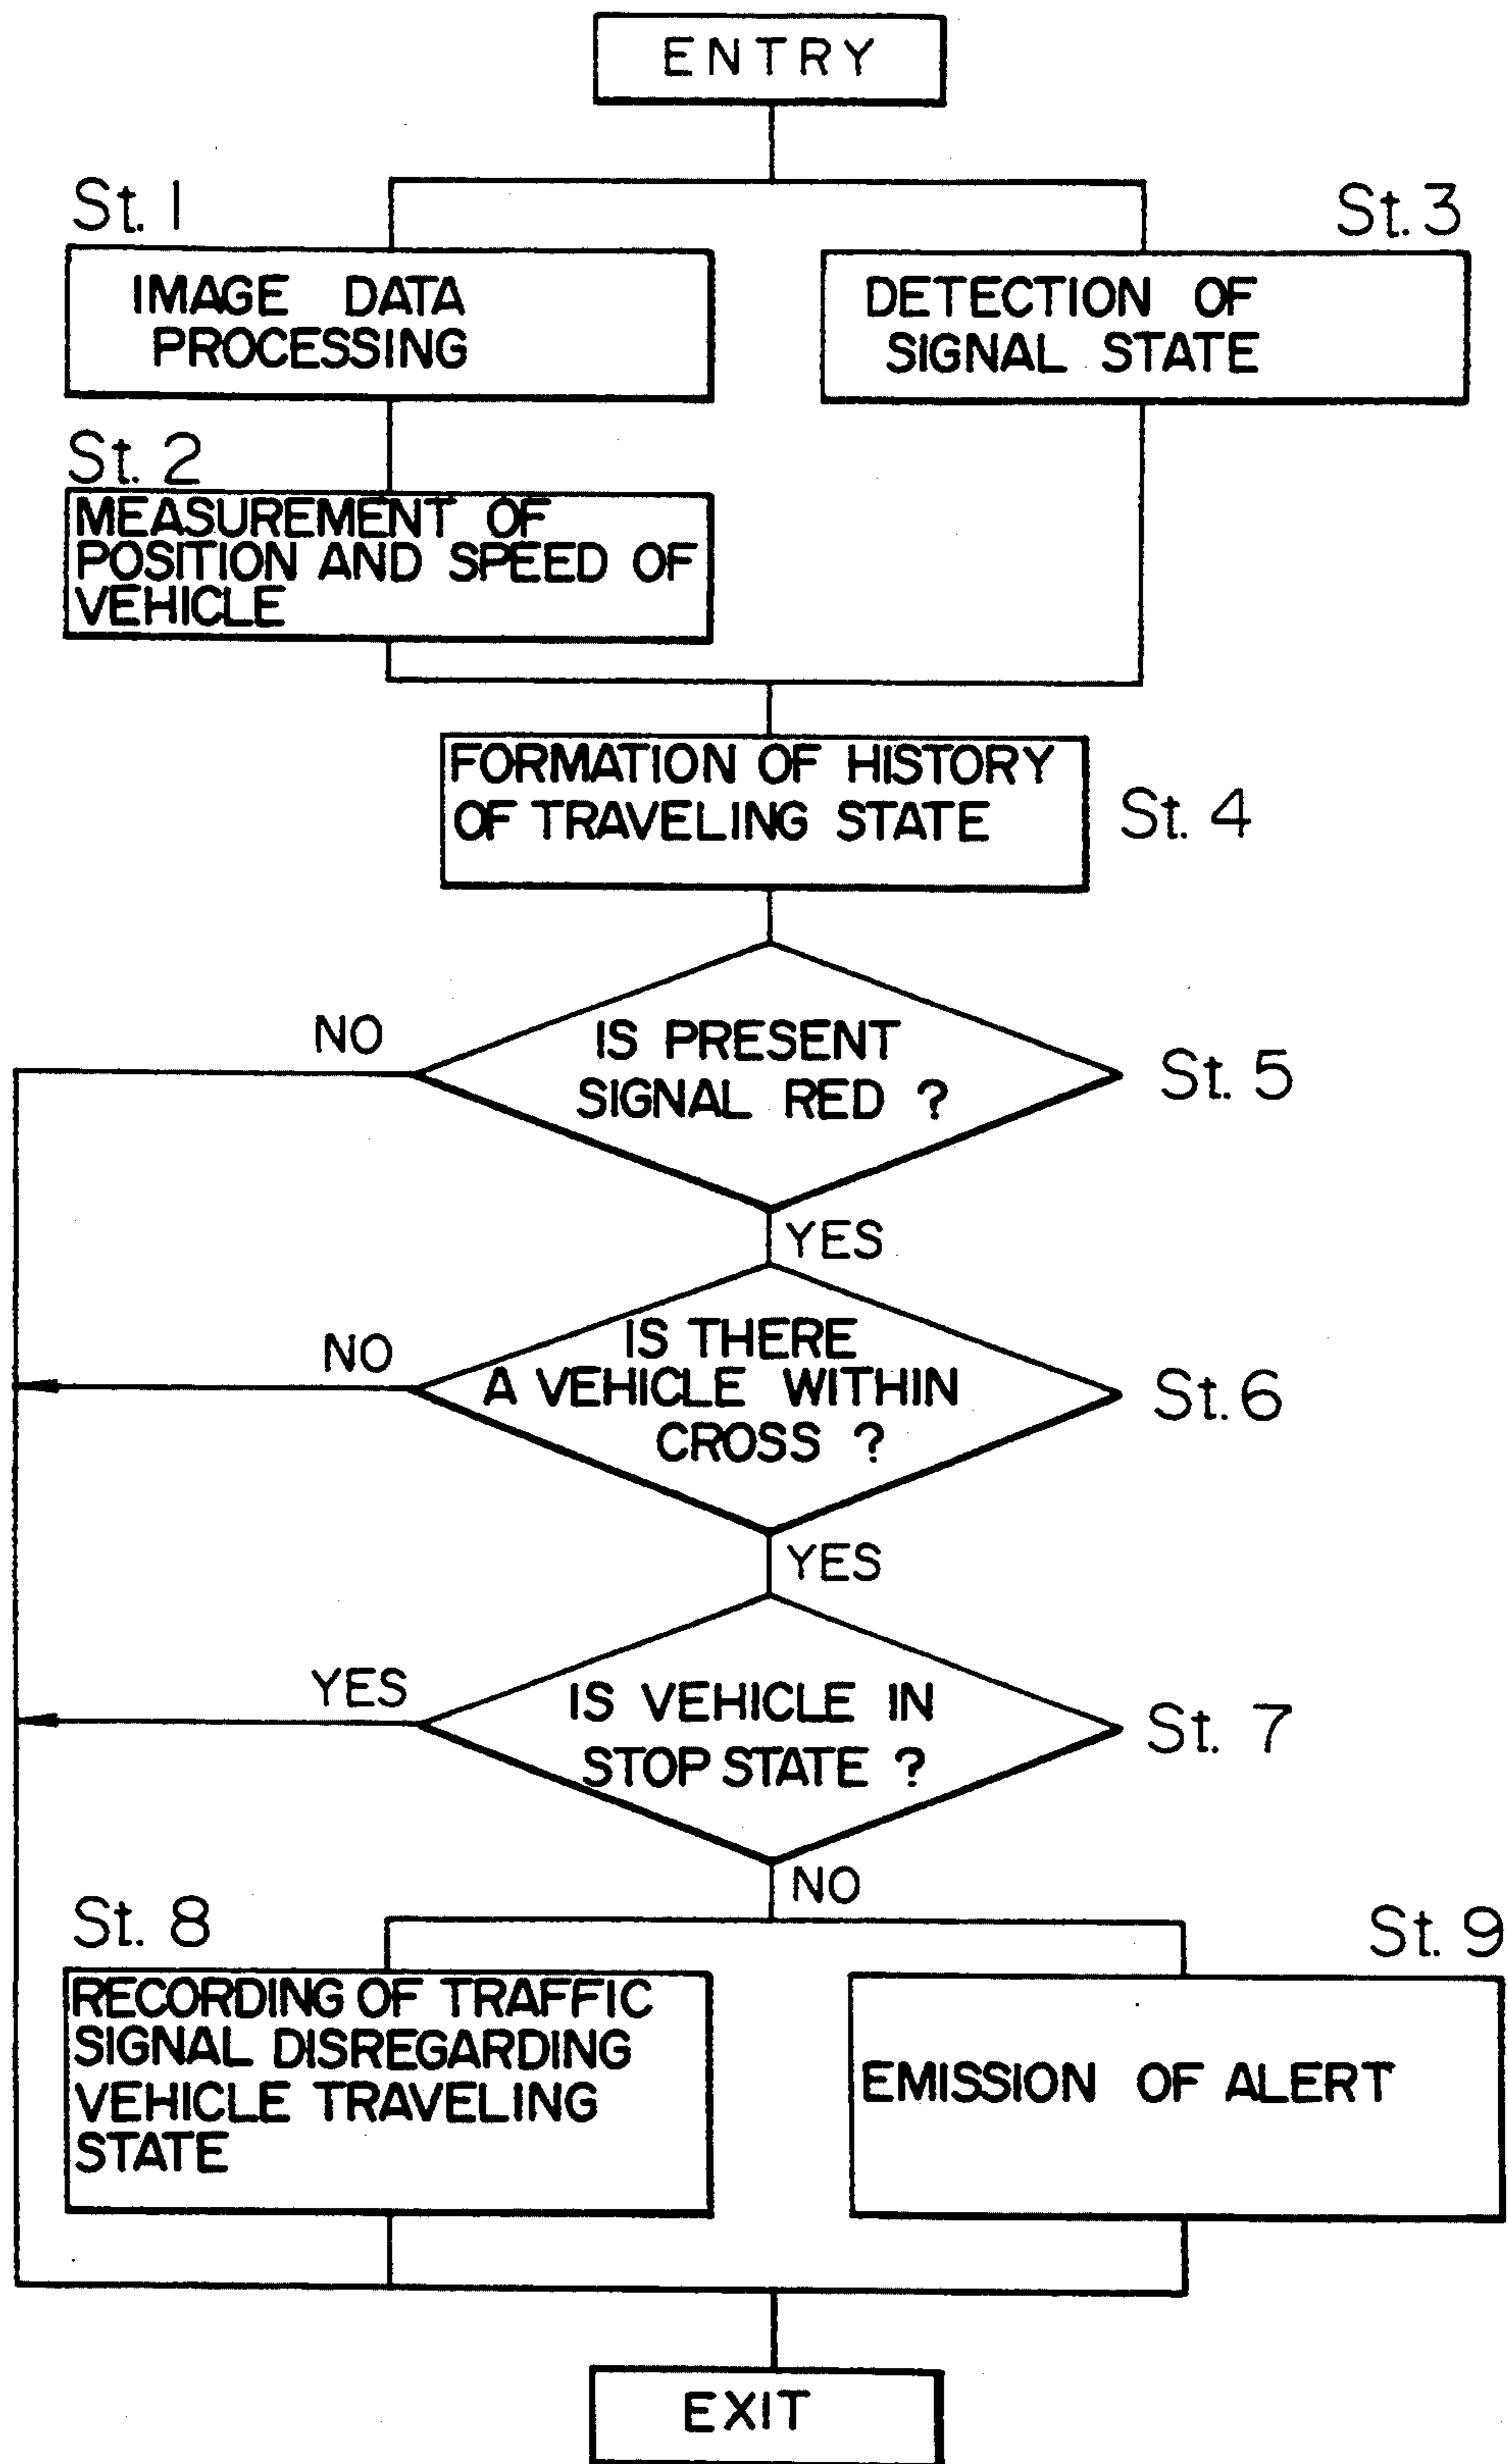 ENTRY
St. 1
St. 3
IMAGE DATA
PROCESSING
DETECTION OF
SIGNAL STATE
St. 2
MEASUREMENT OF
POSITION AND SPEED OF
VEHICLE
FORMATION OF HISTORY
OF TRAVELING STATE
St. 4
NO
IS PRESENT
SIGNAL RED ?
St. 5
YES
NO
IS THERE
A VEHICLE WITHIN
CROSS ?
St. 6
YES
YES
IS VEHICLE IN
STOP STATE ?
St. 7
NO
St. 8
St. 9
RECORDING OF TRAFFIC
SIGNAL DISREGARDING
VEHICLE TRAVELING
STATE
EMISSION OF ALERT
EXIT